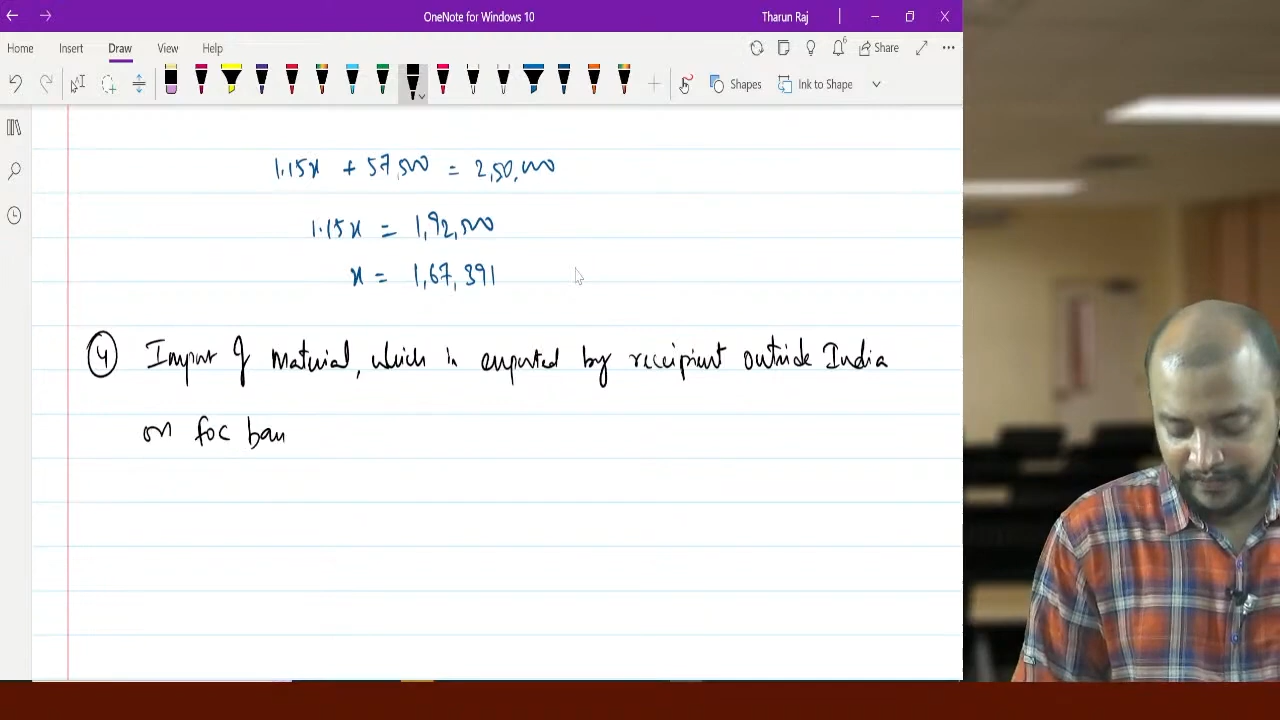 OneNote for Windows 10
Tharun Raj
Home Insert Draw View Help
6
Share
Shapes
Ink to Shape
1.15x + 57,500 = 2,50,000
1.15x = 1,92,500
x = 1,67,391
4 Import of material, which is exported by receipient outside India
on foc